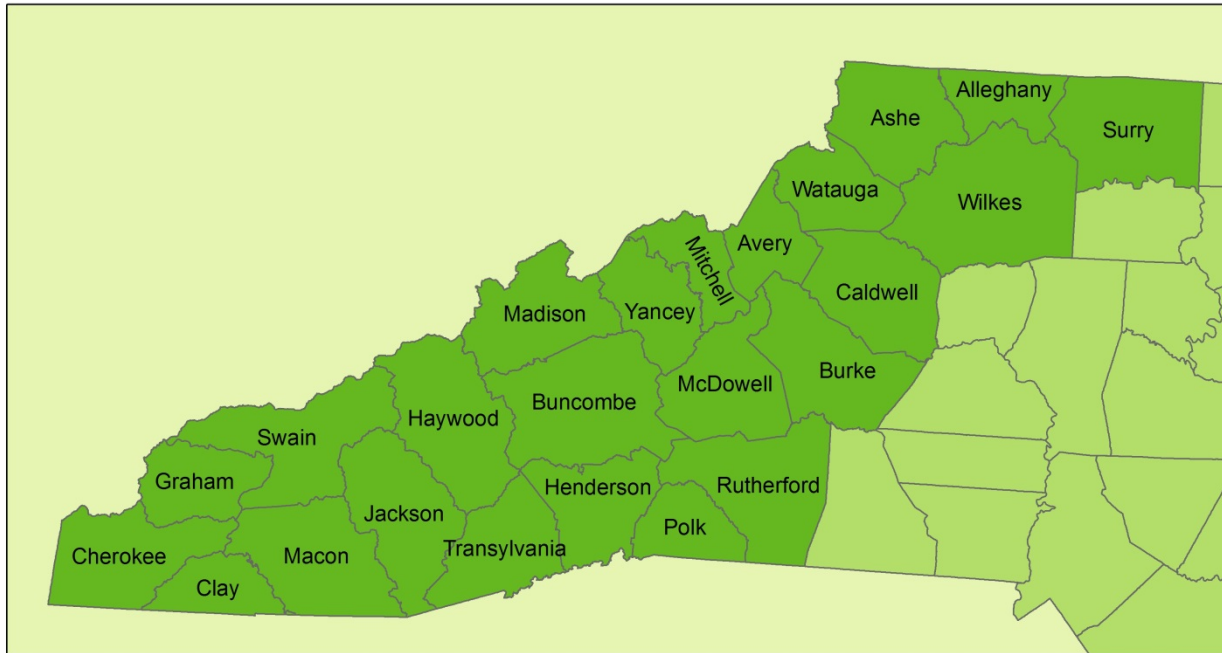 Alleghany
Ashe
Surry
Watauga
Wilkes
Avery
Mitchell
Caldwell
Madison
Yancey
Burke
McDowell
Buncombe
Haywood
Swain
Graham
Henderson
Rutherford
Jackson
Polk
Transylvania
Cherokee
Macon
Clay